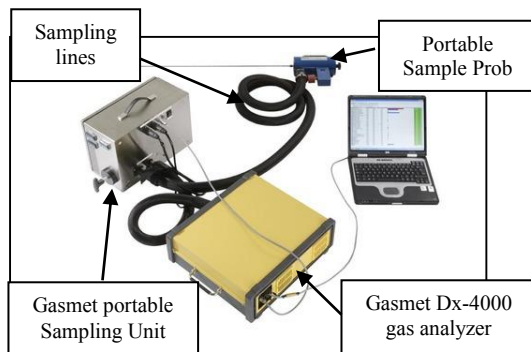 Sampling
lines
Portable
Sample Prob
Gasmet portable
Sampling Unit
Gasmet Dx-4000
gas analyzer